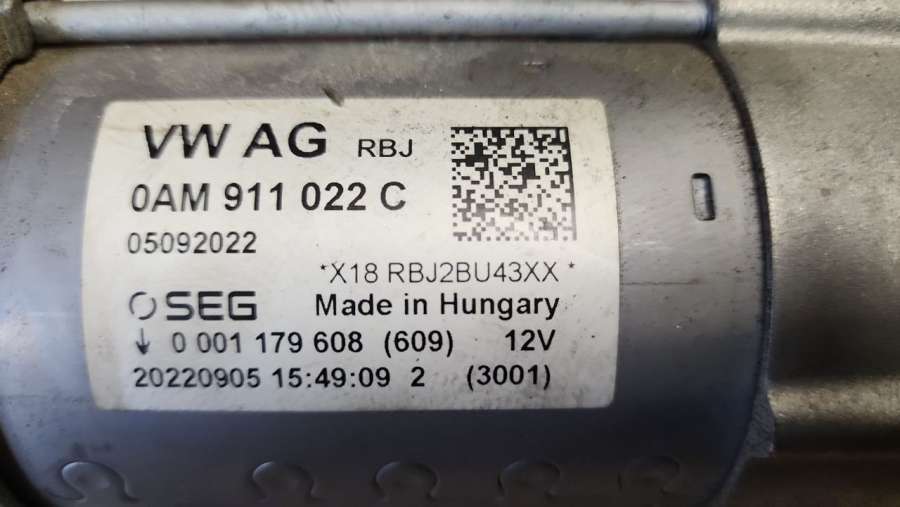 VW AG RBJ
0AM 911 022 C
05092022
*X18 RBJ2BU43XX *
SEG Made in Hungary
↓ 0 001 179 608 (609) 12V
20220905 15:49:09 2 (3001)